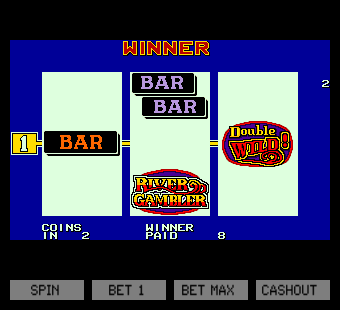 WINNER
BAR
BAR
2
1
BAR
Double
WILD 8
RIVER
GAMBLER
COINS
IN 2
WINNER
PAID 8
SPIN
BET 1
BET MAX
CASHOUT